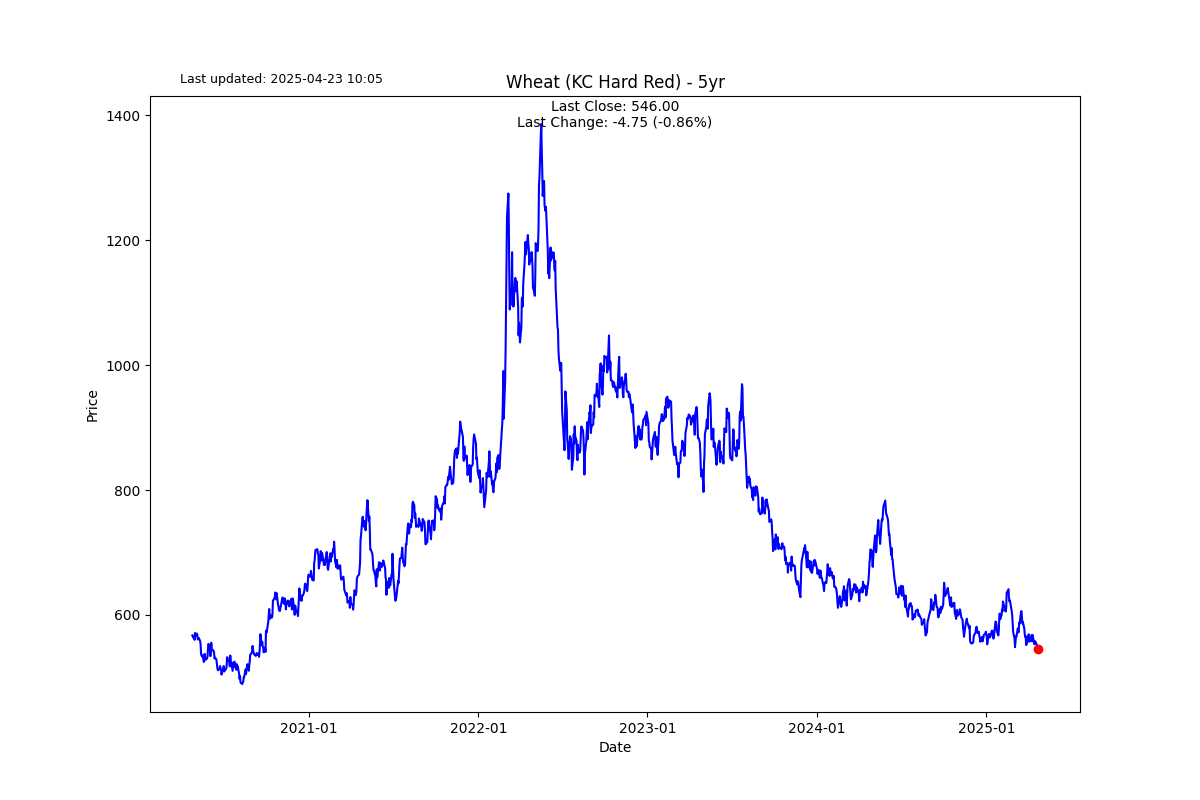 Last updated: 2025-04-23 10:05
Wheat (KC Hard Red) - 5yr
Last Close: 546.00
Last Change: -4.75 (-0.86%)
1400
1200
1000
800
600
Price
2021-01
2022-01
2023-01
2024-01
2025-01
Date